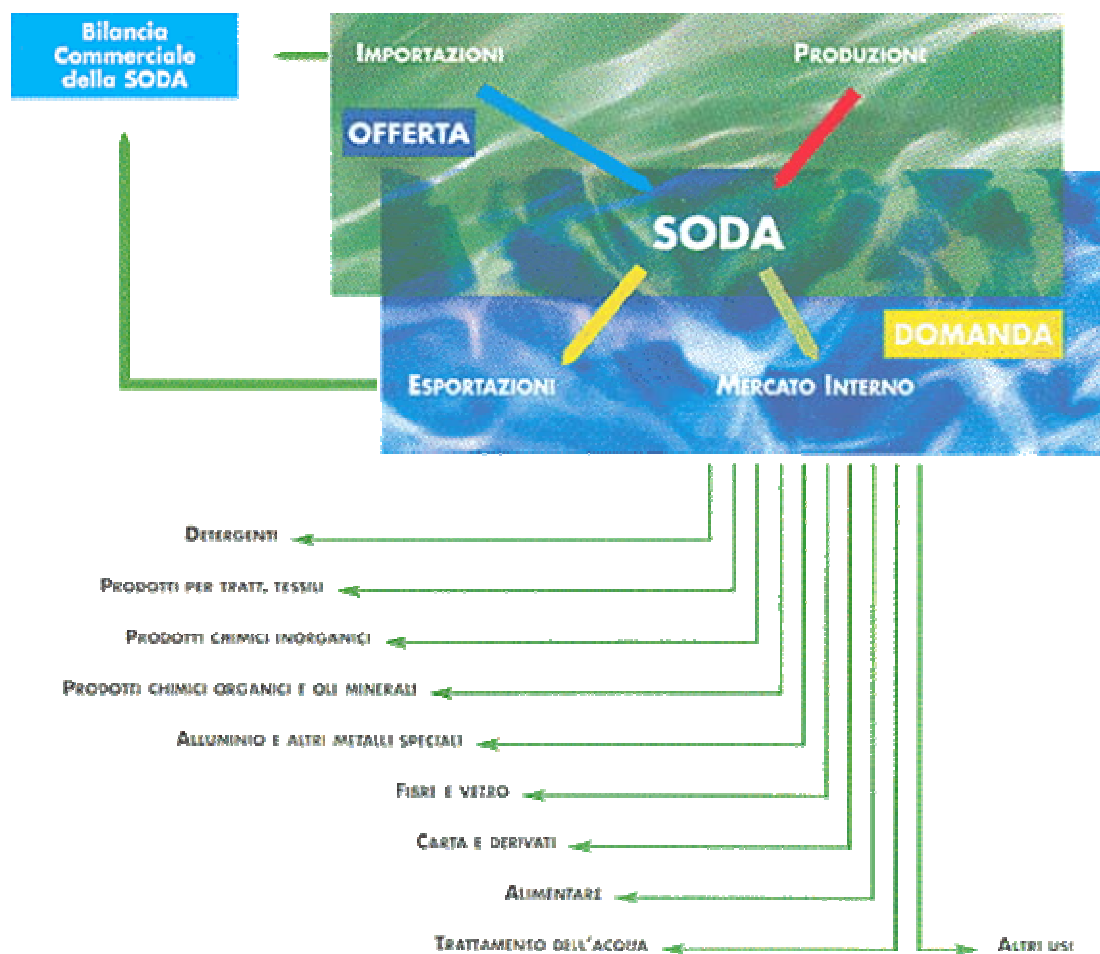 Bilancia
Commerciale
della SODA
IMPORTAZIONI
PRODUZIONE
OFFERTA
SODA
DOMANDA
ESPORTAZIONI
MERCATO INTERNO
DETERGENTI
PRODOTTI PER TRATT. TESSILI
PRODOTTI CHIMICI INORGANICI
PRODOTTI CHIMICI ORGANICI E OLI MINERALI
ALLUMINIO E ALTRI METALLI SPECIALI
FIBRE E VETRO
CARTA E DERIVATI
ALIMENTARE
TRATTAMENTO DELL'ACQUA
ALTRI USI